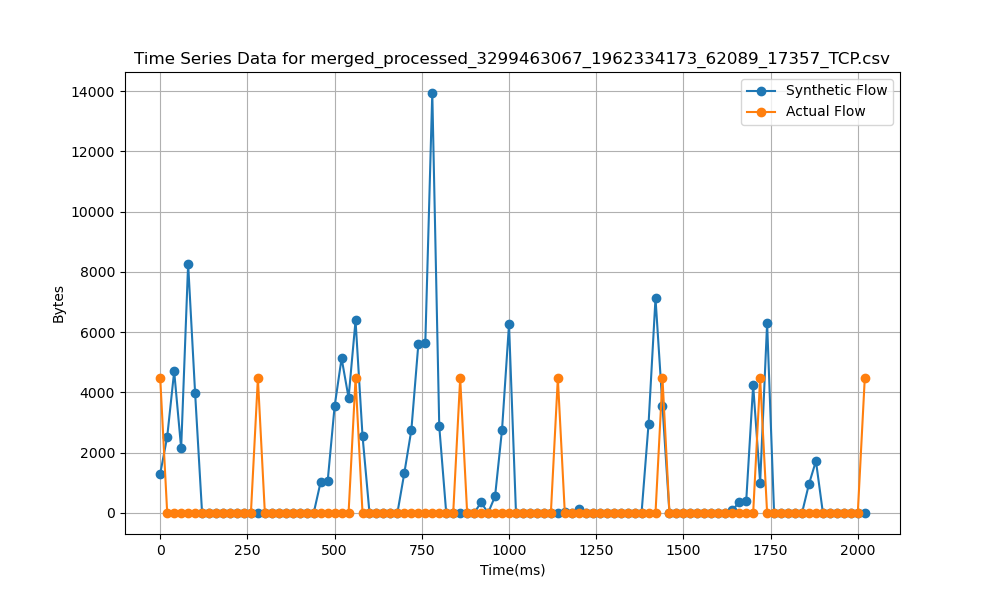 Time Series Data for merged_processed_3299463067_1962334173_62089_17357_TCP.csv
Synthetic Flow
Actual Flow
14000
12000
10000
8000
6000
4000
2000
0
Bytes
0 250 500 750 1000 1250 1500 1750 2000
Time(ms)